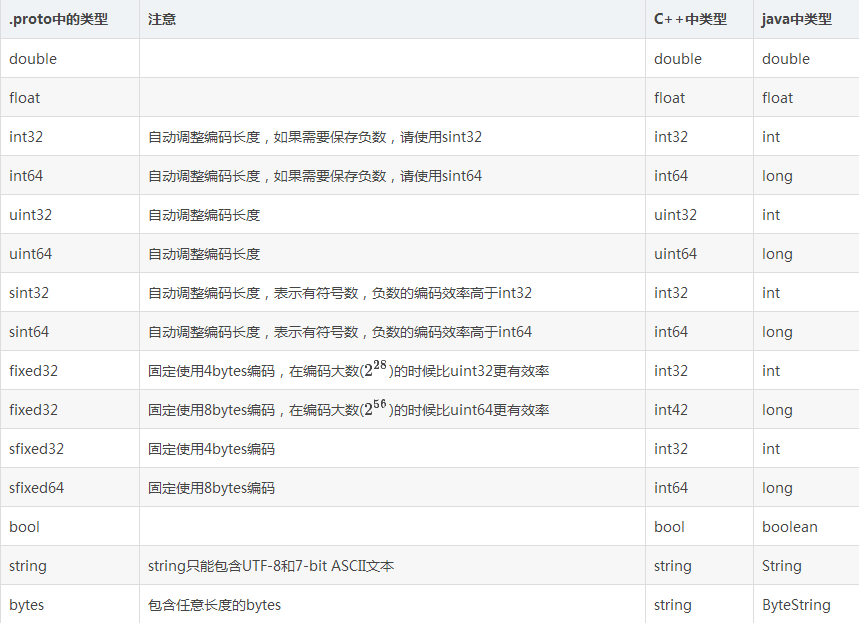 .proto中的类型 注意 C++中类型 java中类型
double double double
float float float
int32 自动调整编码长度，如果需要保存负数，请使用sint32 int32 int
int64 自动调整编码长度，如果需要保存负数，请使用sint64 int64 long
uint32 自动调整编码长度 uint32 int
uint64 自动调整编码长度 uint64 long
sint32 自动调整编码长度，表示有符号数，负数的编码效率高于int32 int32 int
sint64 自动调整编码长度，表示有符号数，负数的编码效率高于int64 int64 long
fixed32 固定使用4bytes编码，在编码大数(2^28)的时候比uint32更有效率 int32 int
fixed32 固定使用8bytes编码，在编码大数(2^56)的时候比uint64更有效率 int42 long
sfixed32 固定使用4bytes编码 int32 int
sfixed64 固定使用8bytes编码 int64 long
bool bool boolean
string string只能包含UTF-8和7-bit ASCII文本 string String
bytes 包含任意长度的bytes string ByteString